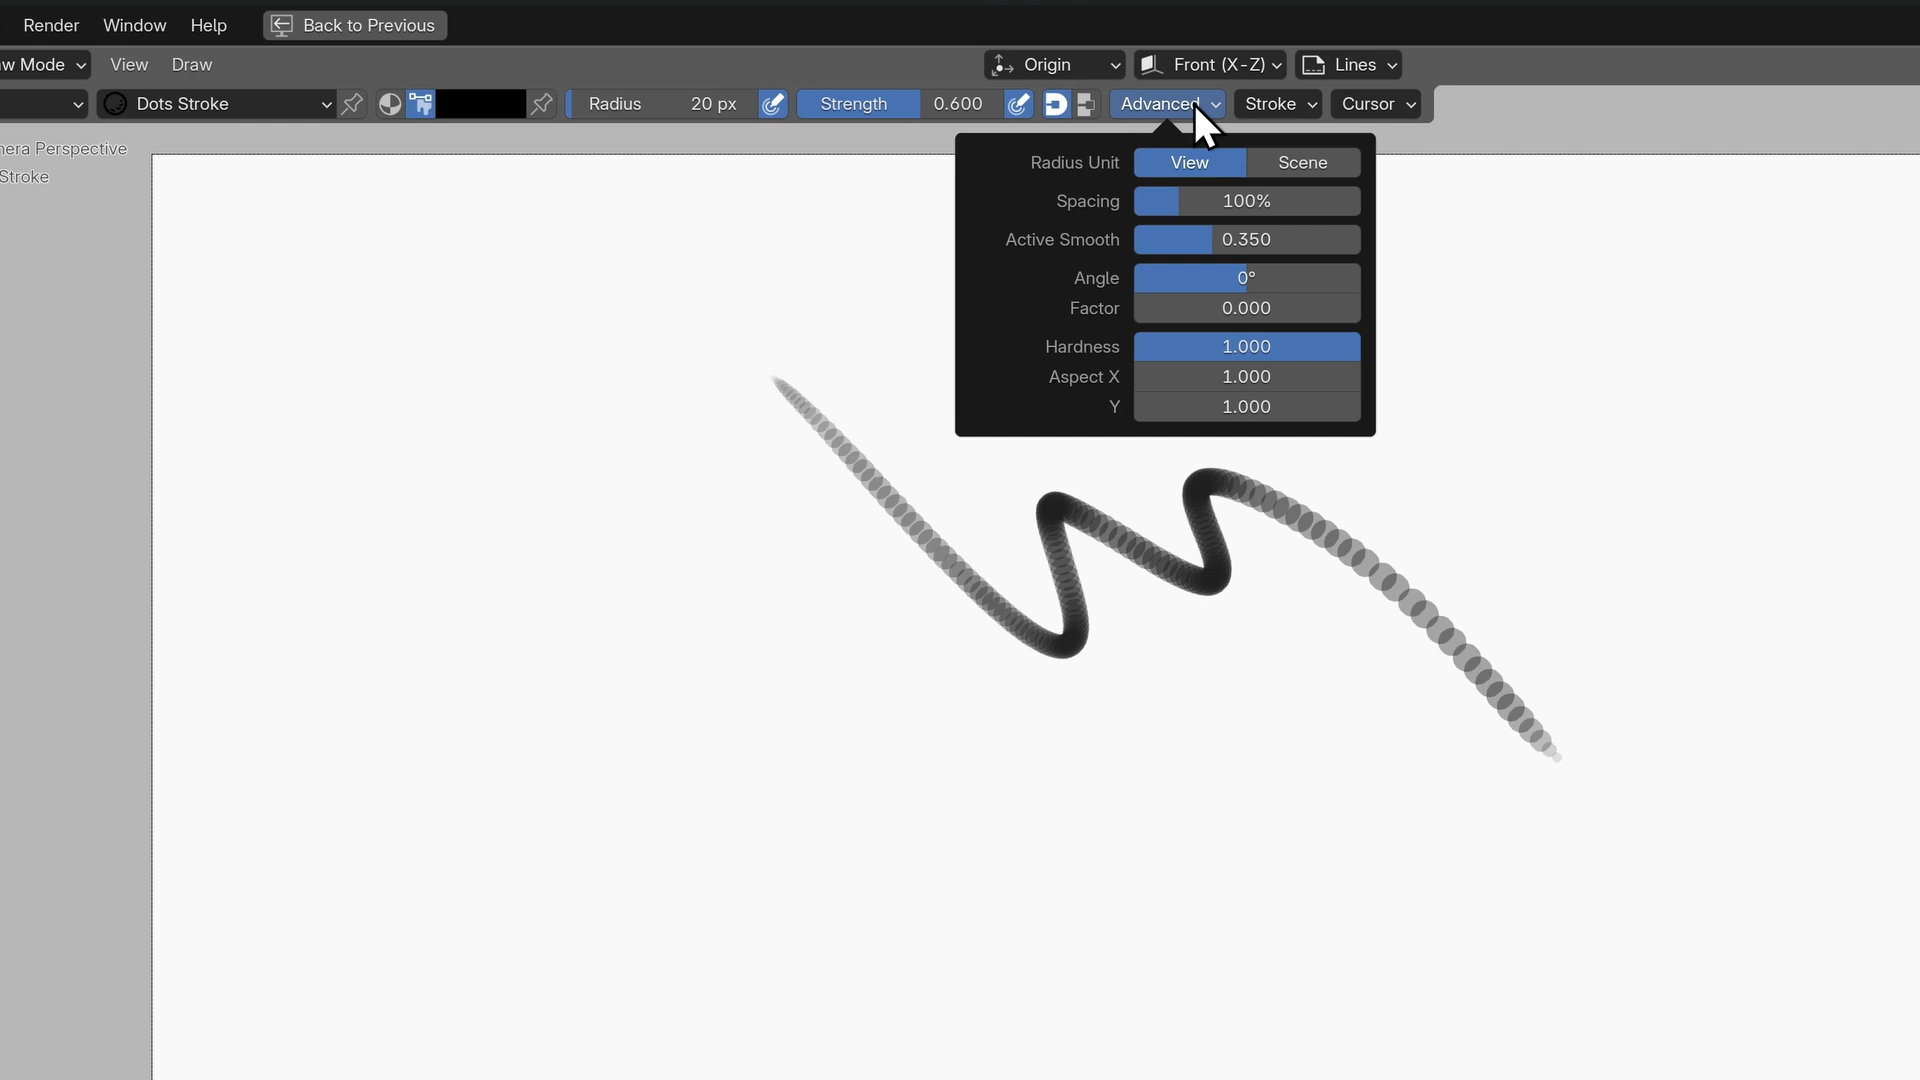 Render Window Help Back to Previous
w Mode View Draw Origin Front (X-Z) Lines
Dots Stroke Radius 20 px Strength 0.600 Advanced Stroke Cursor
era Perspective
Stroke
Radius Unit View Scene
Spacing 100%
Active Smooth 0.350
Angle 0°
Factor 0.000
Hardness 1.000
Aspect X 1.000
Y 1.000